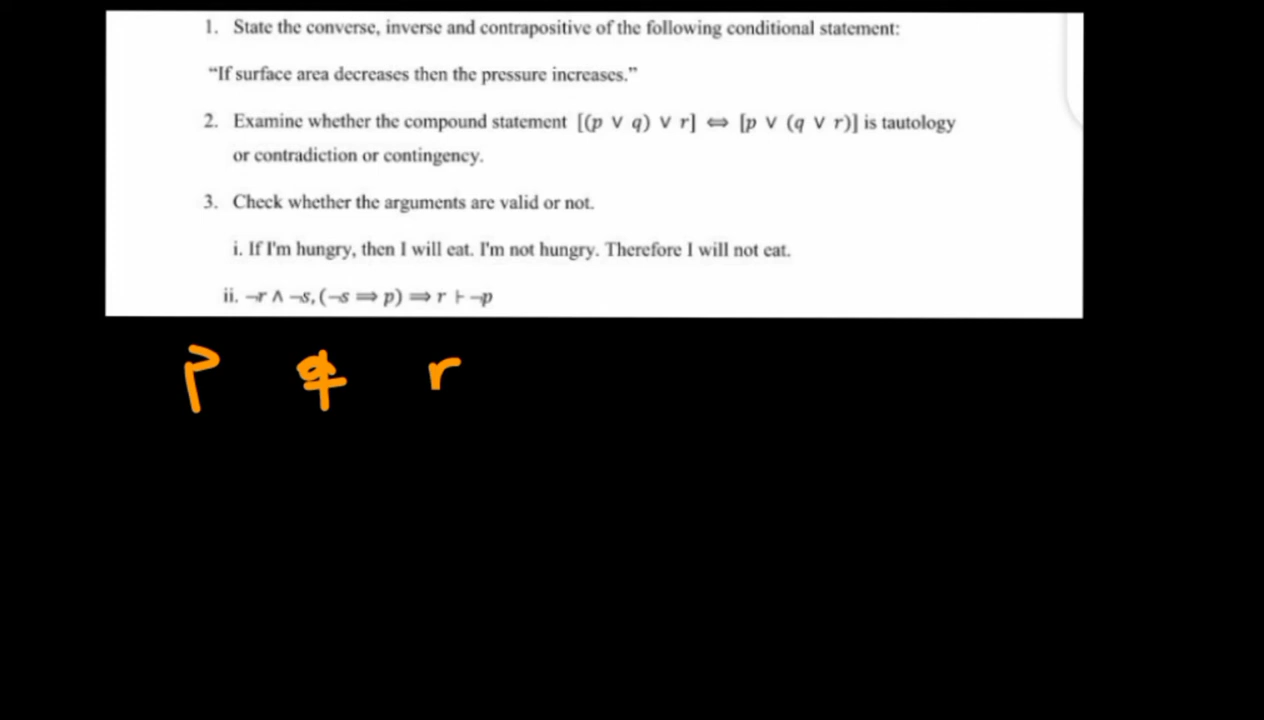 1. State the converse, inverse and contrapositive of the following conditional statement:
“If surface area decreases then the pressure increases.”
2. Examine whether the compound statement [(p ∨ q) ∨ r] ⇔ [p ∨ (q ∨ r)] is tautology
or contradiction or contingency.
3. Check whether the arguments are valid or not.
i. If I'm hungry, then I will eat. I'm not hungry. Therefore I will not eat.
ii. ¬r ∧ ¬s, (¬s ⟹ p) ⟹ r ⊢ ¬p
P q r